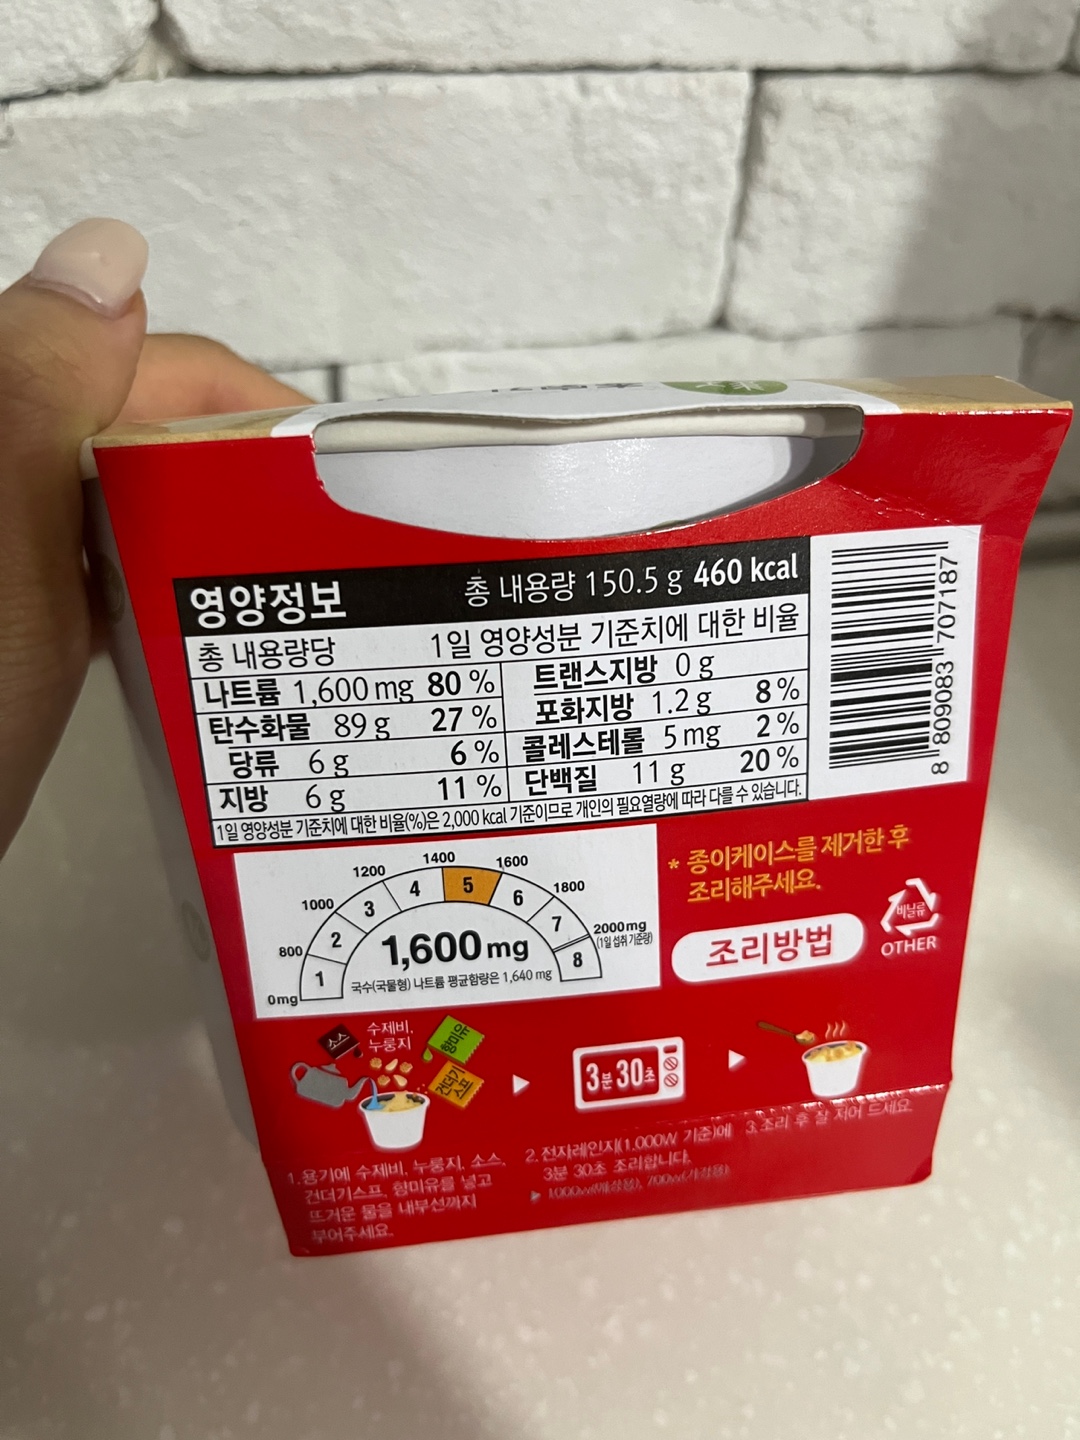 영양정보 총 내용량 150.5 g 460 kcal
총 내용량당 1일 영양성분 기준치에 대한 비율
나트륨 1,600 mg 80 % 트랜스지방 0 g
탄수화물 89 g 27 % 포화지방 1.2 g 8 %
당류 6 g 6 % 콜레스테롤 5 mg 2 %
지방 6 g 11 % 단백질 11 g 20 %
1일 영양성분 기준치에 대한 비율(%)은 2,000 kcal 기준이므로 개인의 필요열량에 따라 다를 수 있습니다.
8 809083 707187
0mg 800 1000 1200 1400 1600 1800 2000mg
(1일 섭취 기준량)
1 2 3 4 5 6 7 8
1,600 mg
국수(국물형) 나트륨 평균함량은 1,640 mg
* 종이케이스를 제거한 후
조리해주세요.
조리방법
비닐류
OTHER
소스
수제비,
누룽지
향미유
건더기
스프
3분 30초
1. 용기에 수제비, 누룽지, 소스,
건더기스프, 향미유를 넣고
뜨거운 물을 내부선까지
부어주세요.
2. 전자레인지(1,000W 기준)에
3분 30초 조리합니다.
▶ 1000w(매장용), 700w(가정용)
3. 조리 후 잘 저어 드세요.